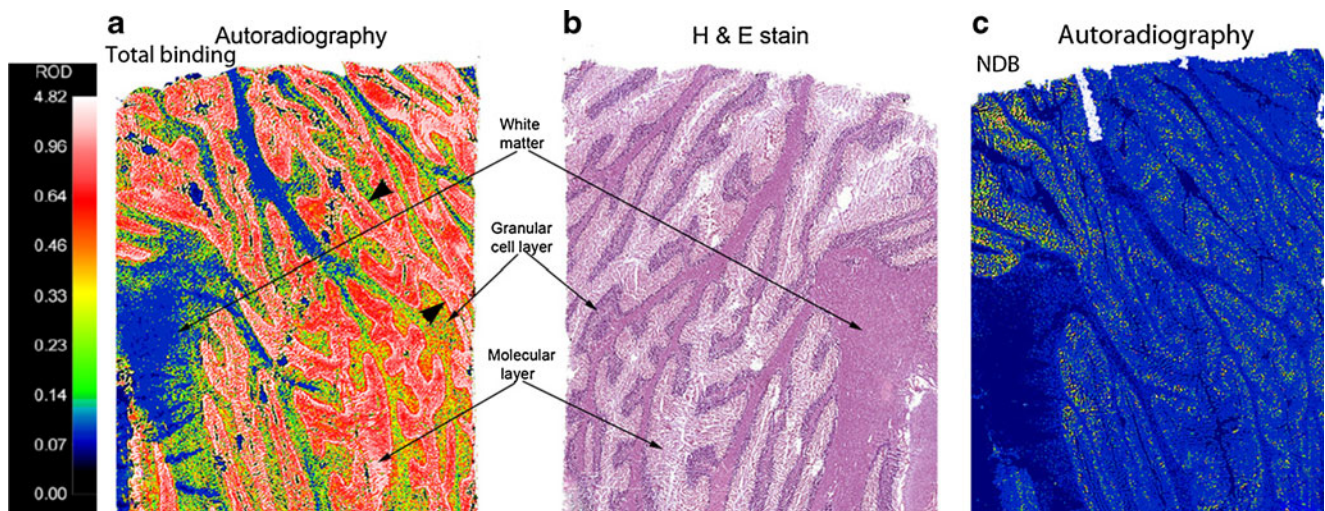 a
Autoradiography
Total binding
b
H & E stain
c
Autoradiography
NDB
ROD
4.82
0.96
0.64
0.46
0.33
0.23
0.14
0.07
0.00
White
matter
Granular
cell layer
Molecular
layer